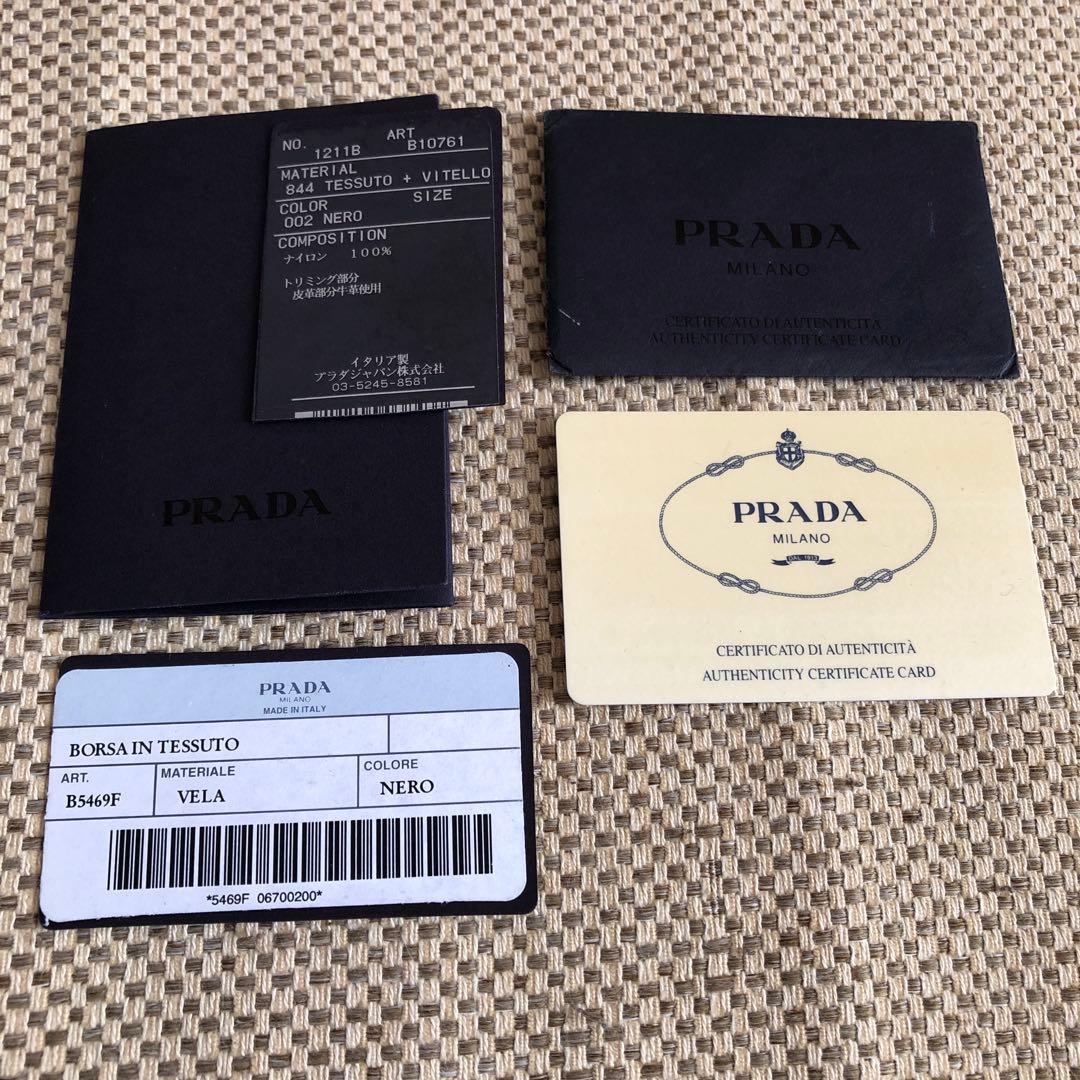 NO. ART
1211B B10761
MATERIAL
844 TESSUTO + VITELLO
COLOR SIZE
002 NERO
COMPOSITION
ナイロン 100%
トリミング部分
皮革部分牛革使用
イタリア製
プラダジャパン株式会社
03-5245-8581
PRADA
PRADA
MILANO
CERTIFICATO DI AUTENTICITÀ
AUTHENTICITY CERTIFICATE CARD
PRADA
MILANO
DAL 1913
CERTIFICATO DI AUTENTICITÀ
AUTHENTICITY CERTIFICATE CARD
PRADA
MILANO
MADE IN ITALY
BORSA IN TESSUTO
ART. MATERIALE COLORE
B5469F VELA NERO
*5469F 06700200*